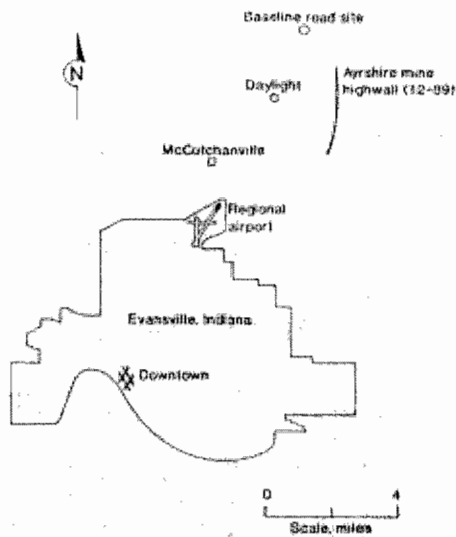 Baseline road site
N
Daylight
Ayrshire mine
highwall (12-89)
McCutchanville
Regional
airport
Evansville, Indiana
Downtown
0 4
Scale, miles